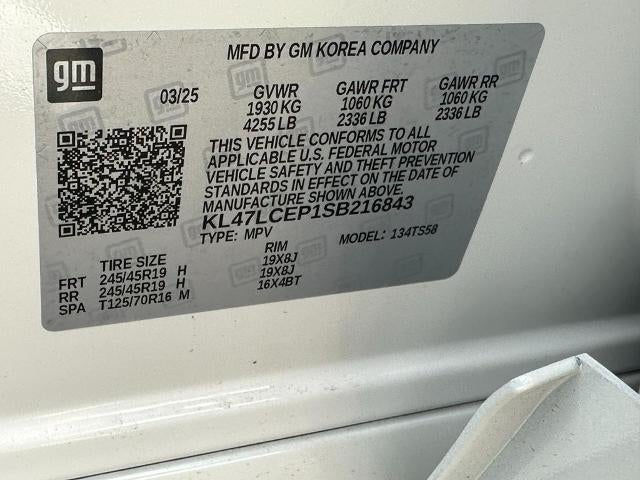 gm
MFD BY GM KOREA COMPANY
03/25 GVWR GAWR FRT GAWR RR
1930 KG 1060 KG 1060 KG
4255 LB 2336 LB 2336 LB
THIS VEHICLE CONFORMS TO ALL
APPLICABLE U.S. FEDERAL MOTOR
VEHICLE SAFETY AND THEFT PREVENTION
STANDARDS IN EFFECT ON THE DATE OF
MANUFACTURE SHOWN ABOVE.
KL47LCEP1SB216843
TYPE: MPV MODEL: 134TS58
TIRE SIZE RIM
FRT 245/45R19 H 19X8J
RR 245/45R19 H 19X8J
SPA T125/70R16 M 16X4BT